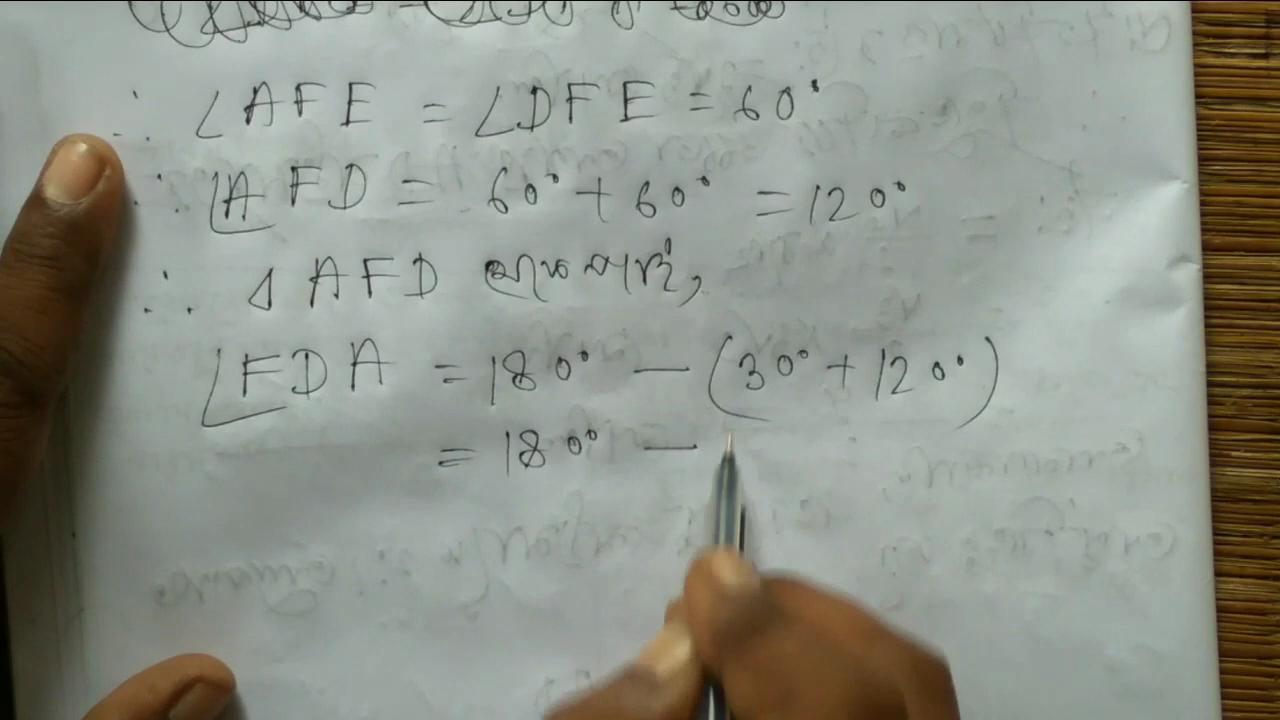 ∴ ∠AFE = ∠DFE = 60°
∴ ∠AFD = 60° + 60° = 120°
∴ △AFD
∠FDA = 180° – (30° + 120°)
= 180° –